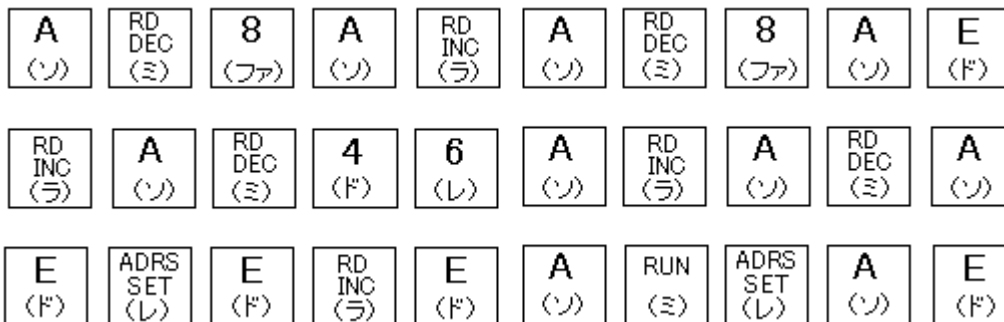 A RD DEC 8 A RD INC A RD DEC 8 A E
(ソ) (ミ) (ファ) (ソ) (ラ) (ソ) (ミ) (ファ) (ソ) (ド)
RD INC A RD DEC 4 6 A RD INC A RD DEC A
(ラ) (ソ) (ミ) (ド) (レ) (ソ) (ラ) (ソ) (ミ) (ソ)
E ADRS SET E RD INC E A RUN ADRS SET A E
(ド) (レ) (ド) (ラ) (ド) (ソ) (ミ) (レ) (ソ) (ド)